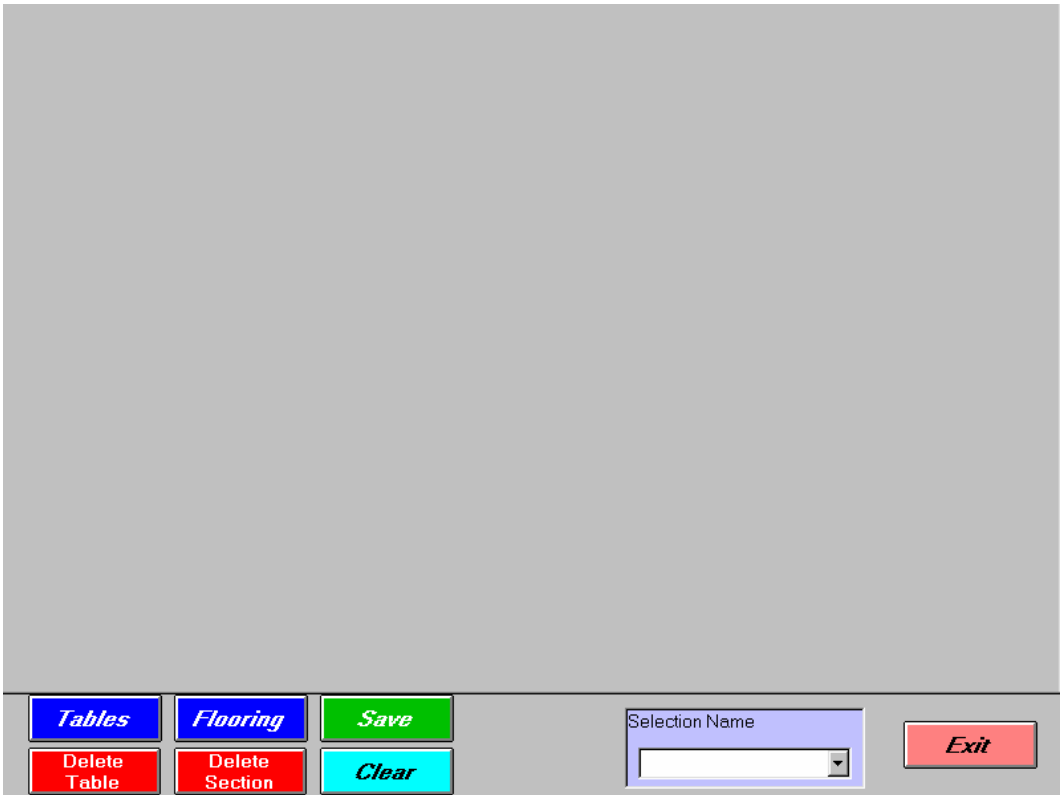 Tables
Flooring
Save
Delete
Table
Delete
Section
Clear
Selection Name
Exit